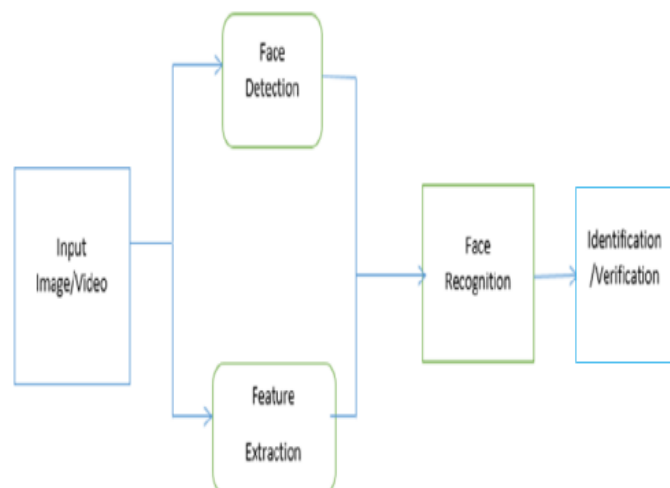 Face
Detection
Input
Image/Video
Face
Recognition
Identification
/Verification
Feature
Extraction